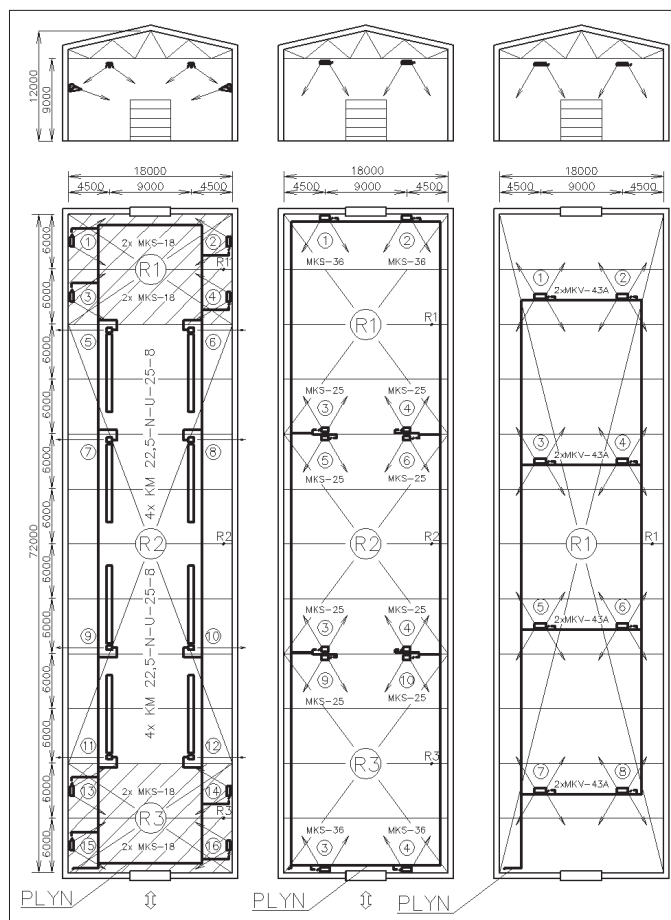 12000
9000
18000
4500 9000 4500
18000
4500 9000 4500
18000
4500 9000 4500
72000
6000
6000
6000
6000
6000
6000
6000
6000
6000
6000
6000
6000
1
2x MKS-18
2
R1
R1
3
2x MKS-18
4
5
6
4x KM 22,5-N-U-25-8
7
8
R2
R2
4x KM 22,5-N-U-25-8
9
10
11
12
13
2x MKS-18
14
R3
R3
15
2x MKS-18
16
PLYN
1
2
MKS-36
MKS-36
R1
R1
MKS-25
MKS-25
3
4
5
6
MKS-25
MKS-25
R2
R2
MKS-25
MKS-25
3
4
9
10
MKS-25
MKS-25
R3
R3
MKS-36
MKS-36
3
4
PLYN
1
2
2xMKV-43A
3
4
2xMKV-43A
R1
R1
5
6
2xMKV-43A
7
8
2xMKV-43A
PLYN